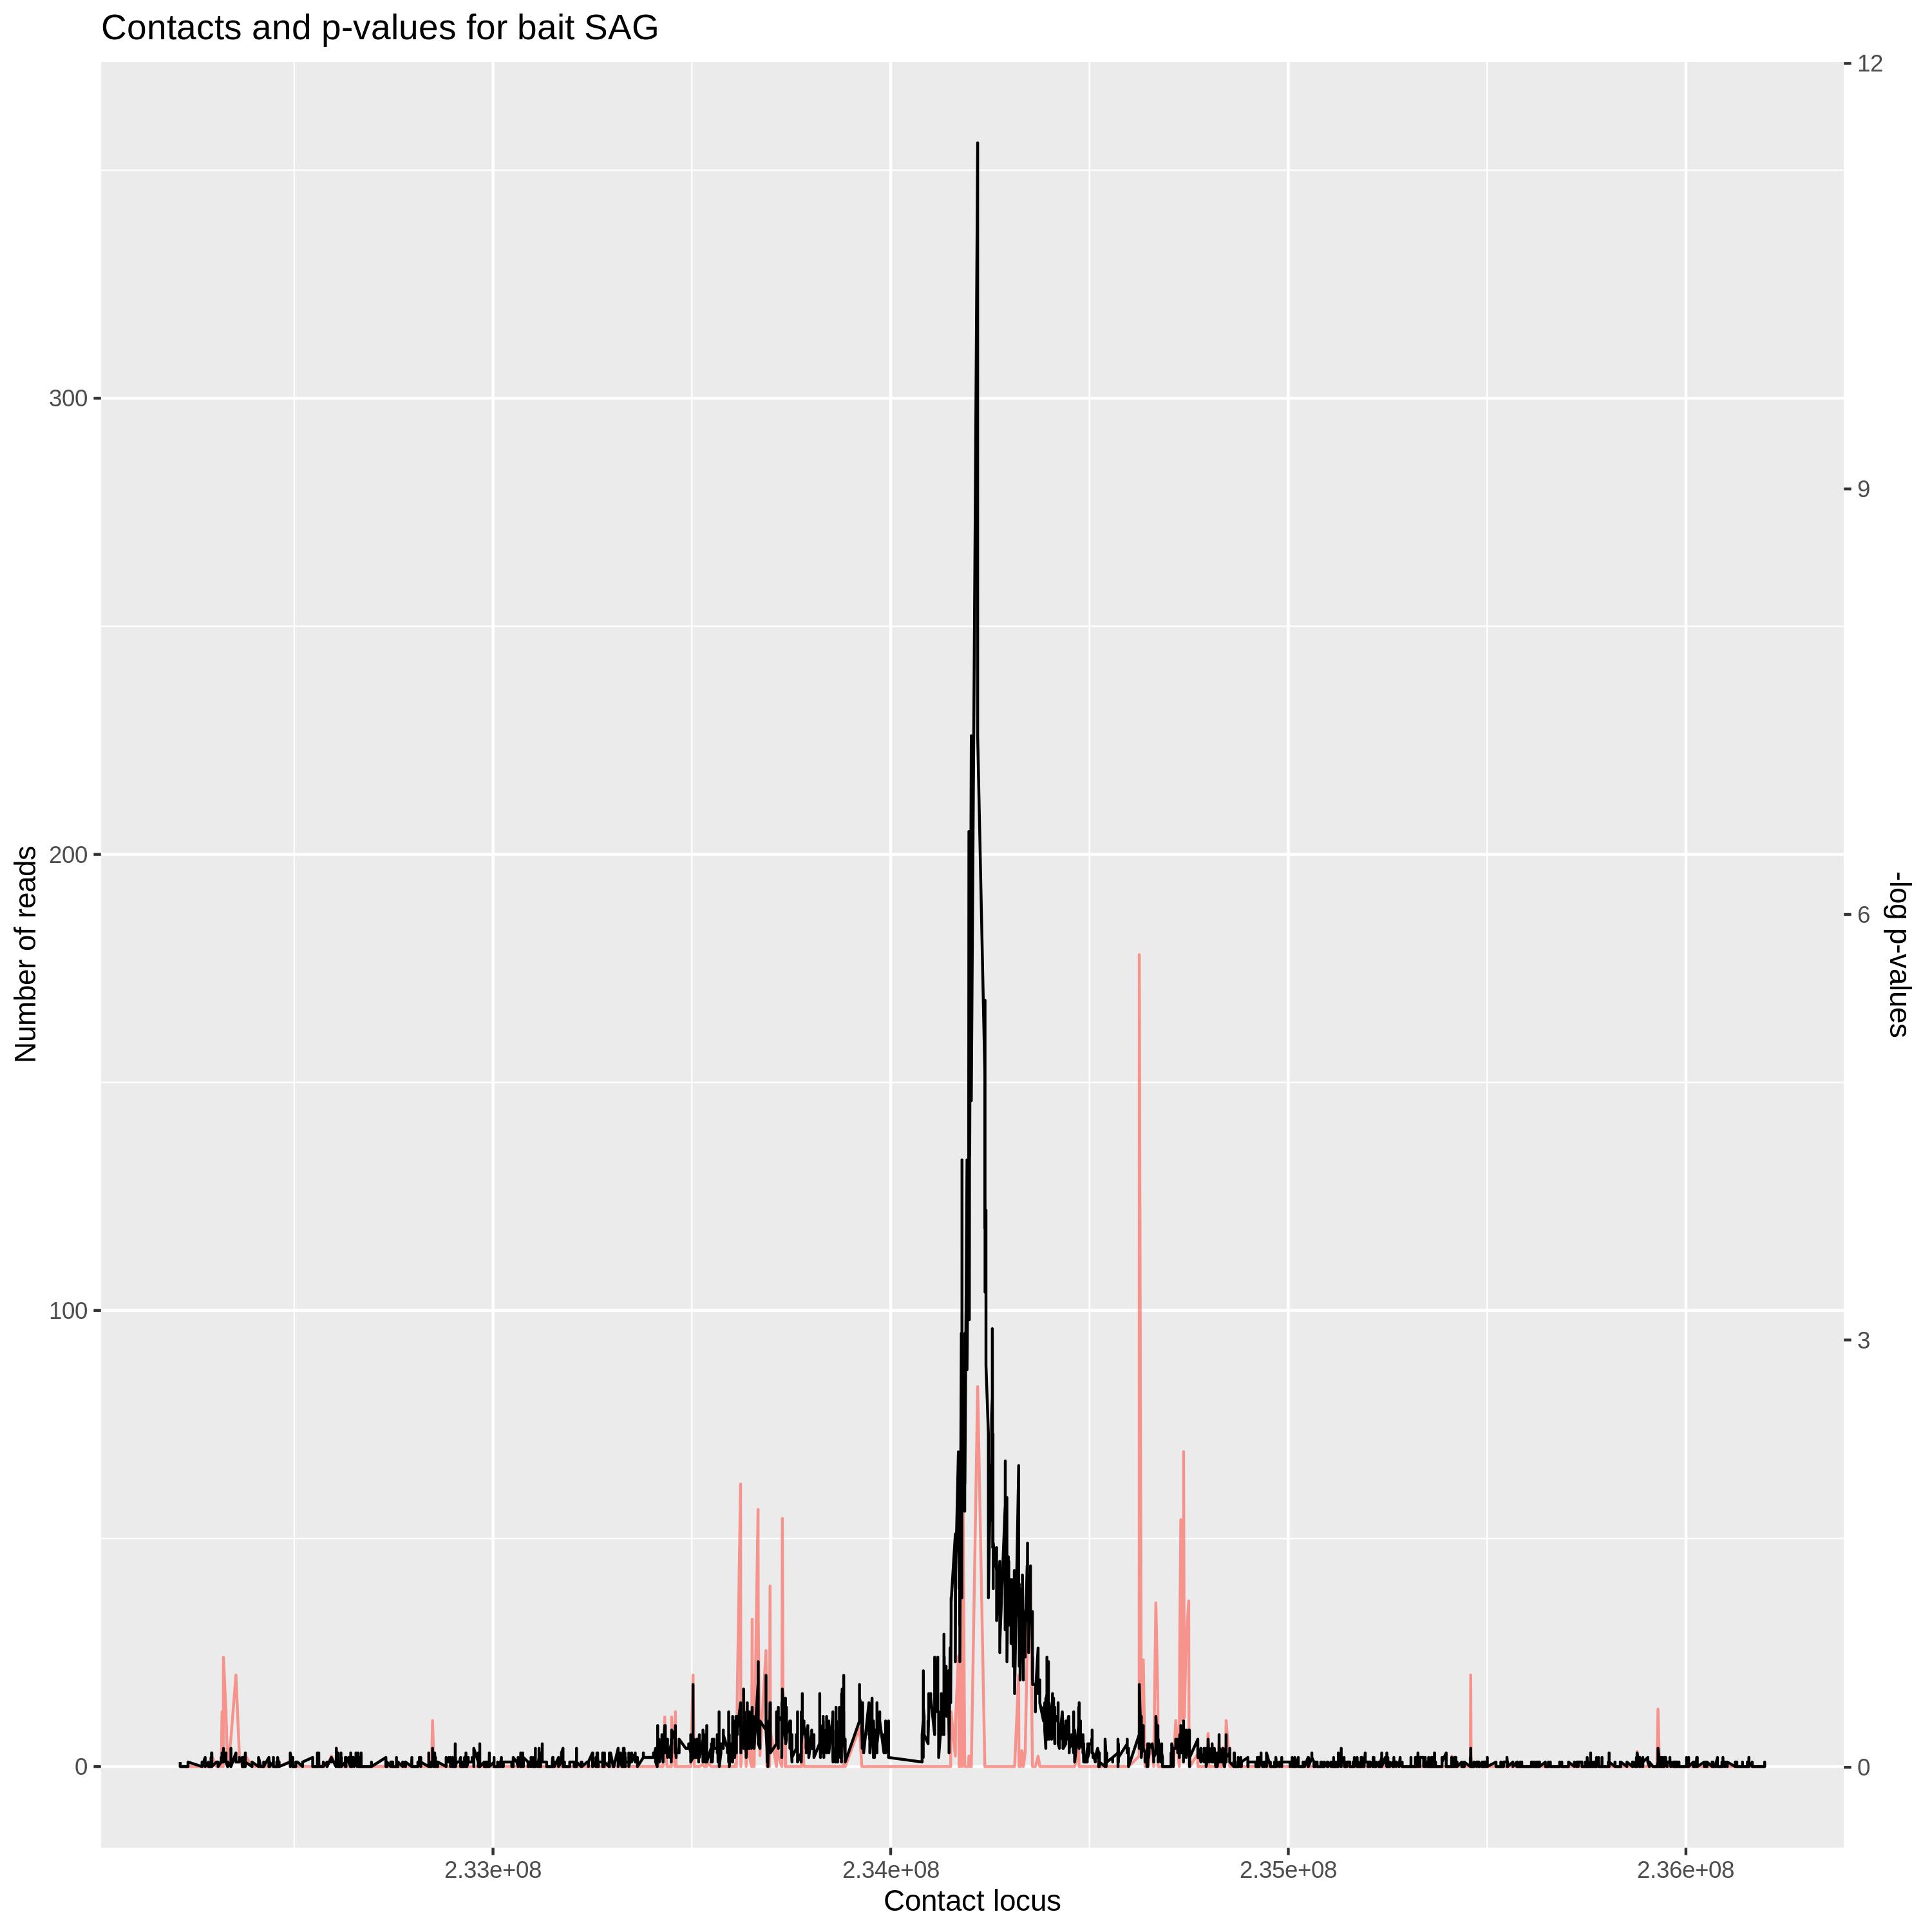 Contacts and p-values for bait SAG
12
300
9
200
6
Number of reads
-log p-values
100
3
0
0
2.33e+08
2.34e+08
2.35e+08
2.36e+08
Contact locus